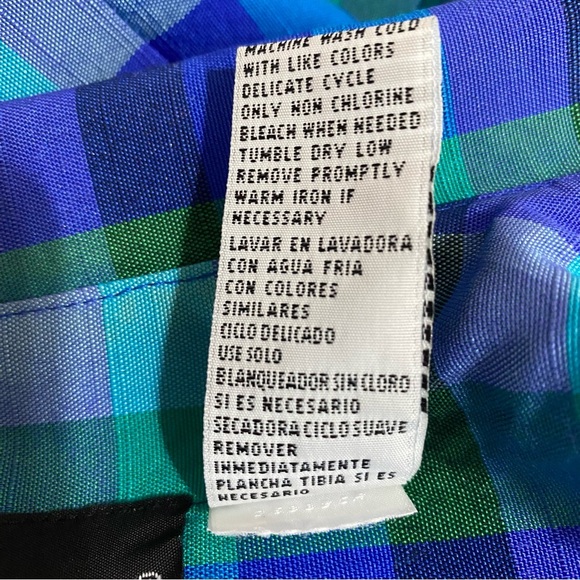 MACHINE WASH COLD
WITH LIKE COLORS
DELICATE CYCLE
ONLY NON CHLORINE
BLEACH WHEN NEEDED
TUMBLE DRY LOW
REMOVE PROMPTLY
WARM IRON IF
NECESSARY
LAVAR EN LAVADORA
CON AGUA FRIA
CON COLORES
SIMILARES
CICLO DELICADO
USE SOLO
BLANQUEADOR SIN CLORO
SI ES NECESARIO
SECADORA CICLO SUAVE
REMOVER
INMEDIATAMENTE
PLANCHA TIBIA SI ES
NECESARIO